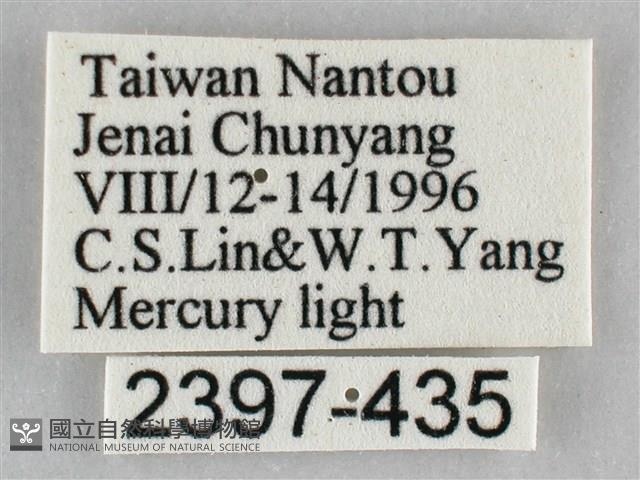 Taiwan Nantou
Jenai Chunyang
VIII/12-14/1996
C.S.Lin&W.T.Yang
Mercury light
2397-435
國立自然科學博物館
NATIONAL MUSEUM OF NATURAL SCIENCE